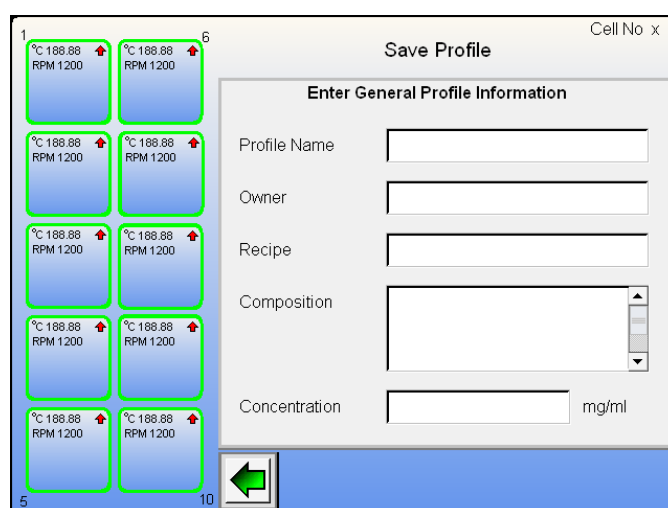 1
6
°C 188.88
RPM 1200
°C 188.88
RPM 1200
°C 188.88
RPM 1200
°C 188.88
RPM 1200
°C 188.88
RPM 1200
°C 188.88
RPM 1200
°C 188.88
RPM 1200
°C 188.88
RPM 1200
°C 188.88
RPM 1200
°C 188.88
RPM 1200
5
10
Cell No x
Save Profile
Enter General Profile Information
Profile Name
Owner
Recipe
Composition
Concentration mg/ml